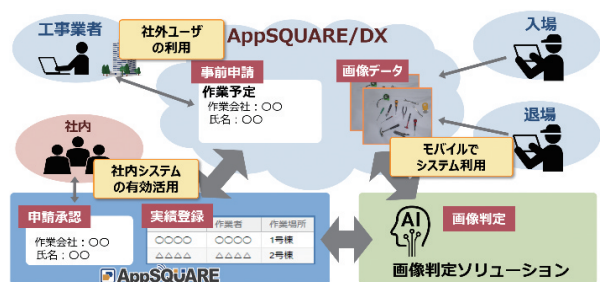 工事業者
社外ユーザ
の利用
AppSQUARE/DX
入場
事前申請
作業予定
作業会社：〇〇
氏名：〇〇
画像データ
社内
退場
モバイルで
システム利用
社内システム
の有効活用
申請承認
作業会社：〇〇
氏名：〇〇
実績登録
作業者
作業場所
〇〇〇〇
〇〇〇〇
1号棟
△△△△
△△△△
2号棟
AppSQUARE
AI
画像判定
画像判定ソリューション